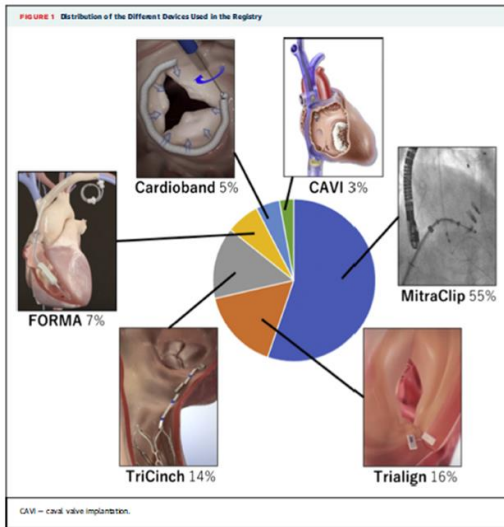 FIGURE 1 Distribution of the Different Devices Used in the Registry
Cardioband 5%
CAVI 3%
MitraClip 55%
FORMA 7%
TriCinch 14%
Trialign 16%
CAVI = caval valve implantation.